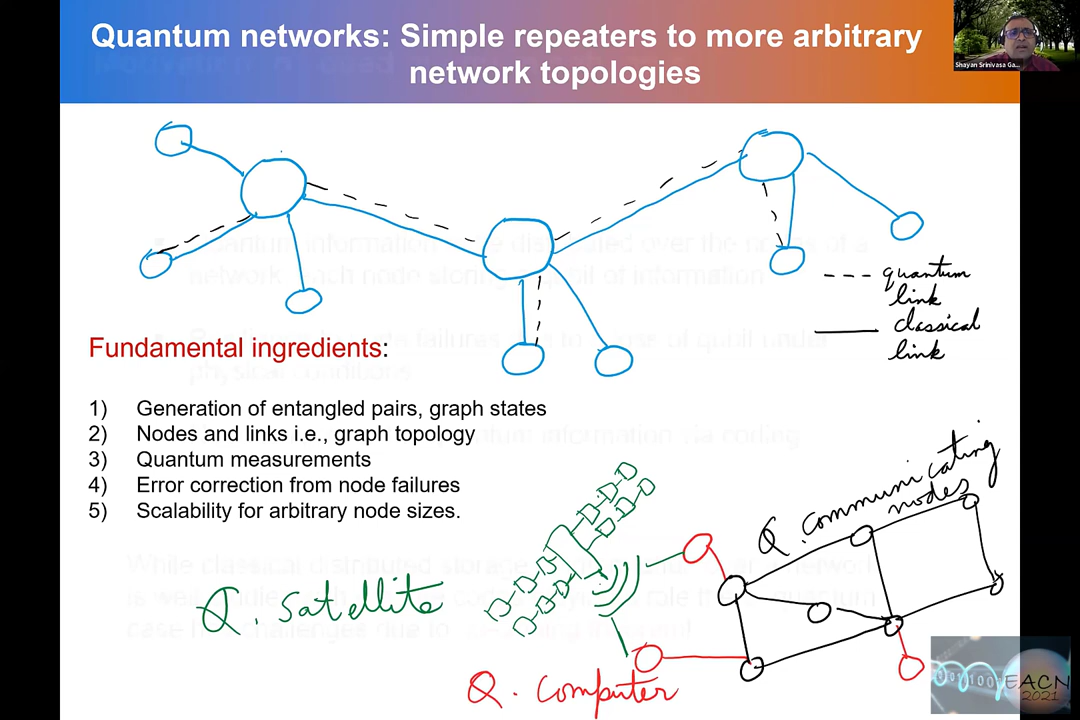 Quantum networks: Simple repeaters to more arbitrary
network topologies
Shayan Srinivasa Ga...
quantum
link
classical
link
Fundamental ingredients:
1) Generation of entangled pairs, graph states
2) Nodes and links i.e., graph topology
3) Quantum measurements
4) Error correction from node failures
5) Scalability for arbitrary node sizes.
Q. communicating
nodes
Q. Satellite
Q. Computer
EACN
2021